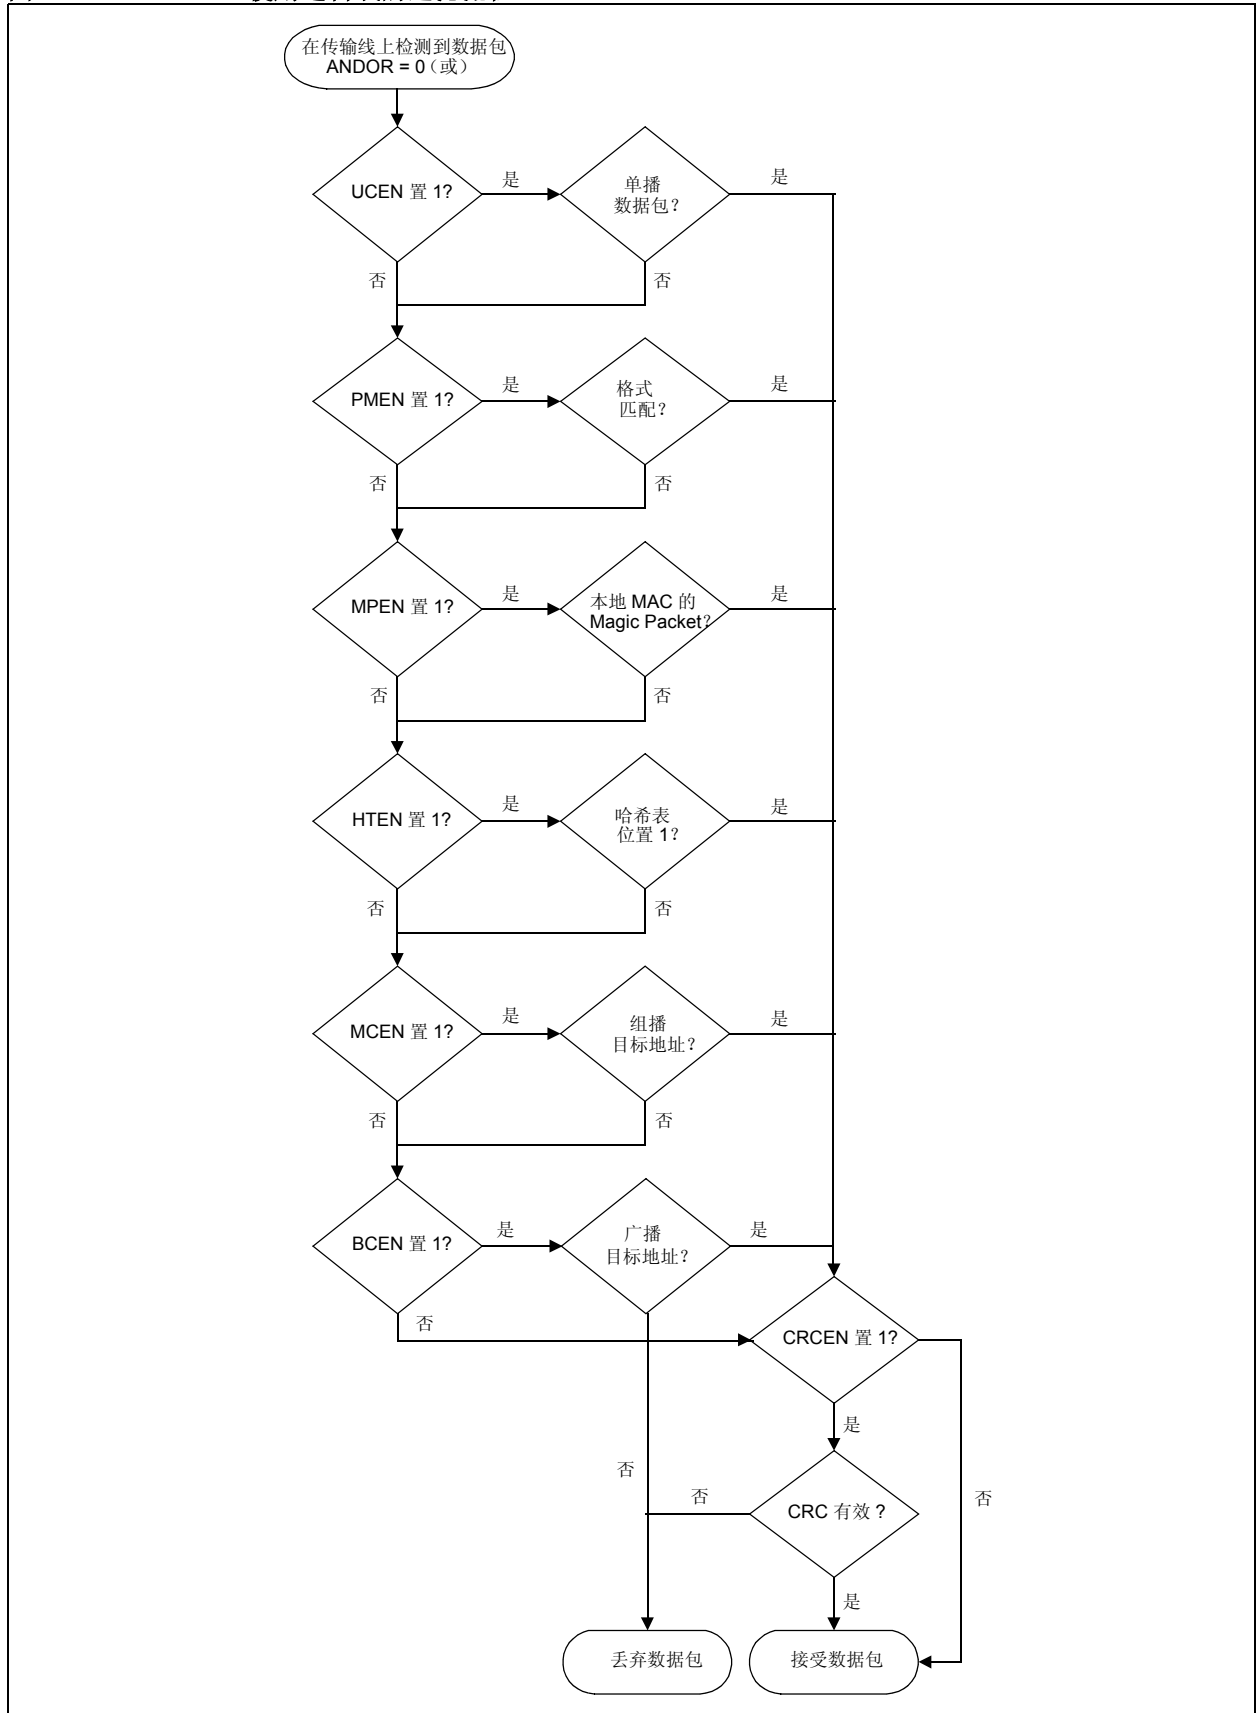 在传输线上检测到数据包
ANDOR = 0（或）
UCEN 置 1?
是
单播
数据包？
是
否
否
PMEN 置 1?
是
格式
匹配？
是
否
否
MPEN 置 1?
是
本地 MAC 的
Magic Packet?
是
否
否
HTEN 置 1?
是
哈希表
位置 1？
是
否
否
MCEN 置 1?
是
组播
目标地址？
是
否
否
BCEN 置 1?
是
广播
目标地址？
是
否
CRCEN 置 1?
是
否
否
CRC 有效 ?
否
是
丢弃数据包
接受数据包